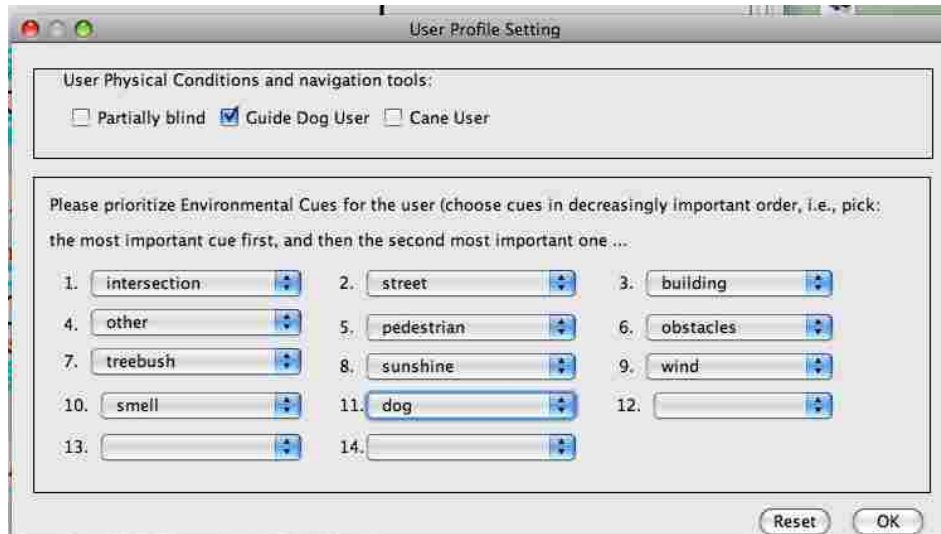 User Profile Setting
User Physical Conditions and navigation tools:
Partially blind Guide Dog User Cane User
Please prioritize Environmental Cues for the user (choose cues in decreasingly important order, i.e., pick:
the most important cue first, and then the second most important one ...
1. intersection 2. street 3. building
4. other 5. pedestrian 6. obstacles
7. treebush 8. sunshine 9. wind
10. smell 11. dog 12.
13. 14.
Reset OK